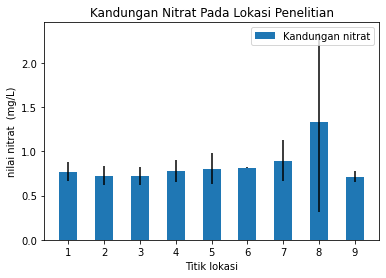 Kandungan Nitrat Pada Lokasi Penelitian
Kandungan nitrat
nilai nitrat (mg/L)
2.0
1.5
1.0
0.5
0.0
1 2 3 4 5 6 7 8 9
Titik lokasi